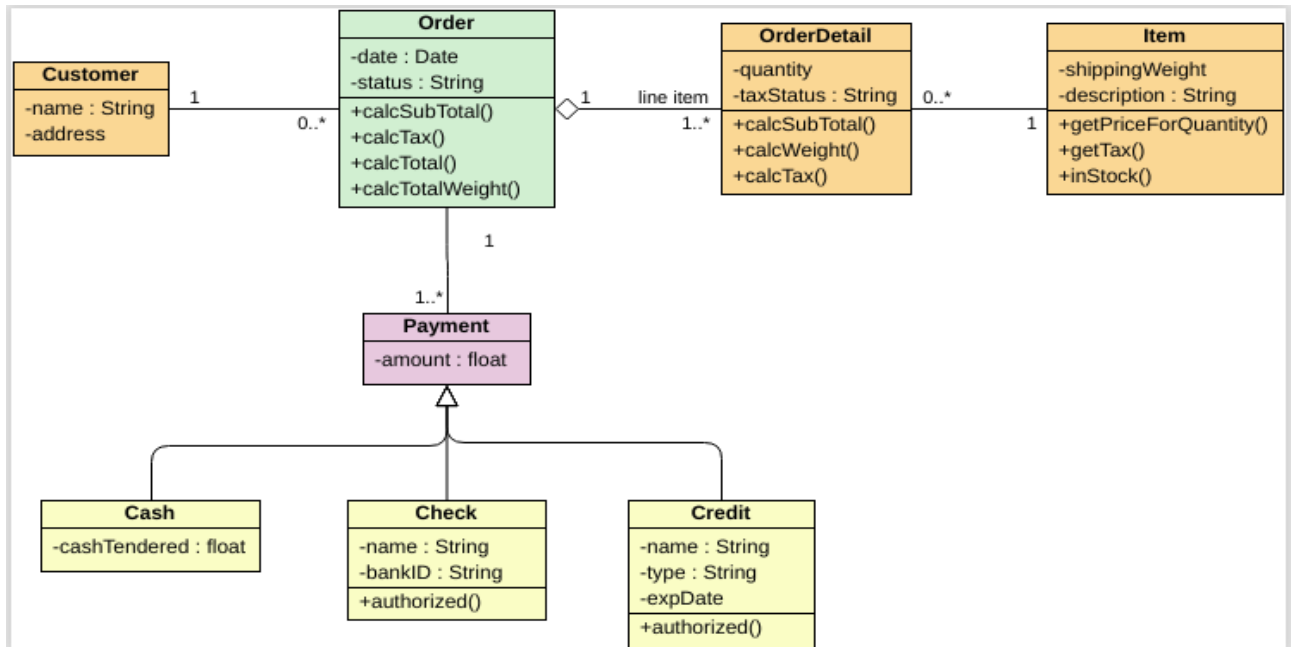 Order
-date : Date
-status : String
+calcSubTotal()
+calcTax()
+calcTotal()
+calcTotalWeight()
OrderDetail
-quantity
-taxStatus : String
+calcSubTotal()
+calcWeight()
+calcTax()
Item
-shippingWeight
-description : String
+getPriceForQuantity()
+getTax()
+inStock()
Customer
-name : String
-address
1
0..*
1
line item
1..*
0..*
1
1
1..*
Payment
-amount : float
Cash
-cashTendered : float
Check
-name : String
-bankID : String
+authorized()
Credit
-name : String
-type : String
-expDate
+authorized()